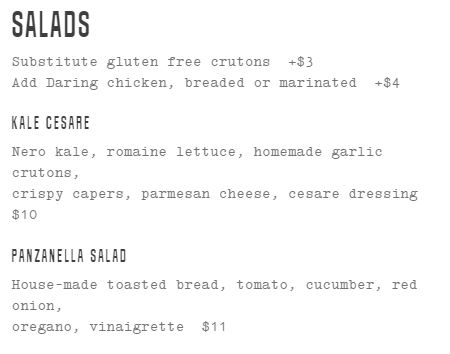 SALADS
Substitute gluten free crutons +$3
Add Daring chicken, breaded or marinated +$4
KALE CESARE
Nero kale, romaine lettuce, homemade garlic
crutons,
crispy capers, parmesan cheese, cesare dressing
$10
PANZANELLA SALAD
House-made toasted bread, tomato, cucumber, red
onion,
oregano, vinaigrette $11